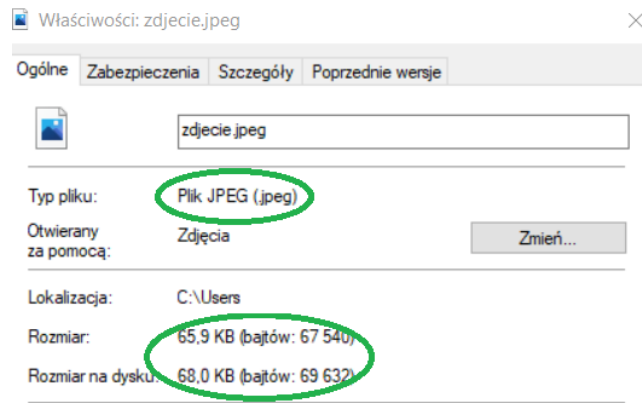 Właściwości: zdjecie.jpeg
Ogólne Zabezpieczenia Szczegóły Poprzednie wersje
zdjecie.jpeg
Typ pliku: Plik JPEG (.jpeg)
Otwierany za pomocą: Zdjęcia Zmień...
Lokalizacja: C:\Users
Rozmiar: 65,9 KB (bajtów: 67 540)
Rozmiar na dysku: 68,0 KB (bajtów: 69 632)